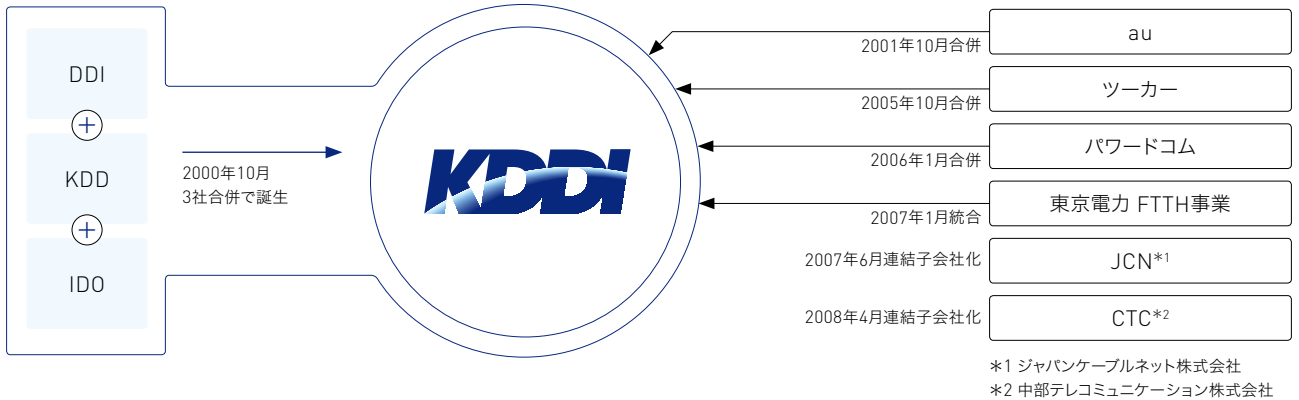 DDI
+
KDD
+
IDO
2000年10月
3社合併で誕生
KDDI
2001年10月合併
au
2005年10月合併
ツーカー
2006年1月合併
パワードコム
2007年1月統合
東京電力 FTTH事業
2007年6月連結子会社化
JCN*1
2008年4月連結子会社化
CTC*2
*1 ジャパンケーブルネット株式会社
*2 中部テレコミュニケーション株式会社